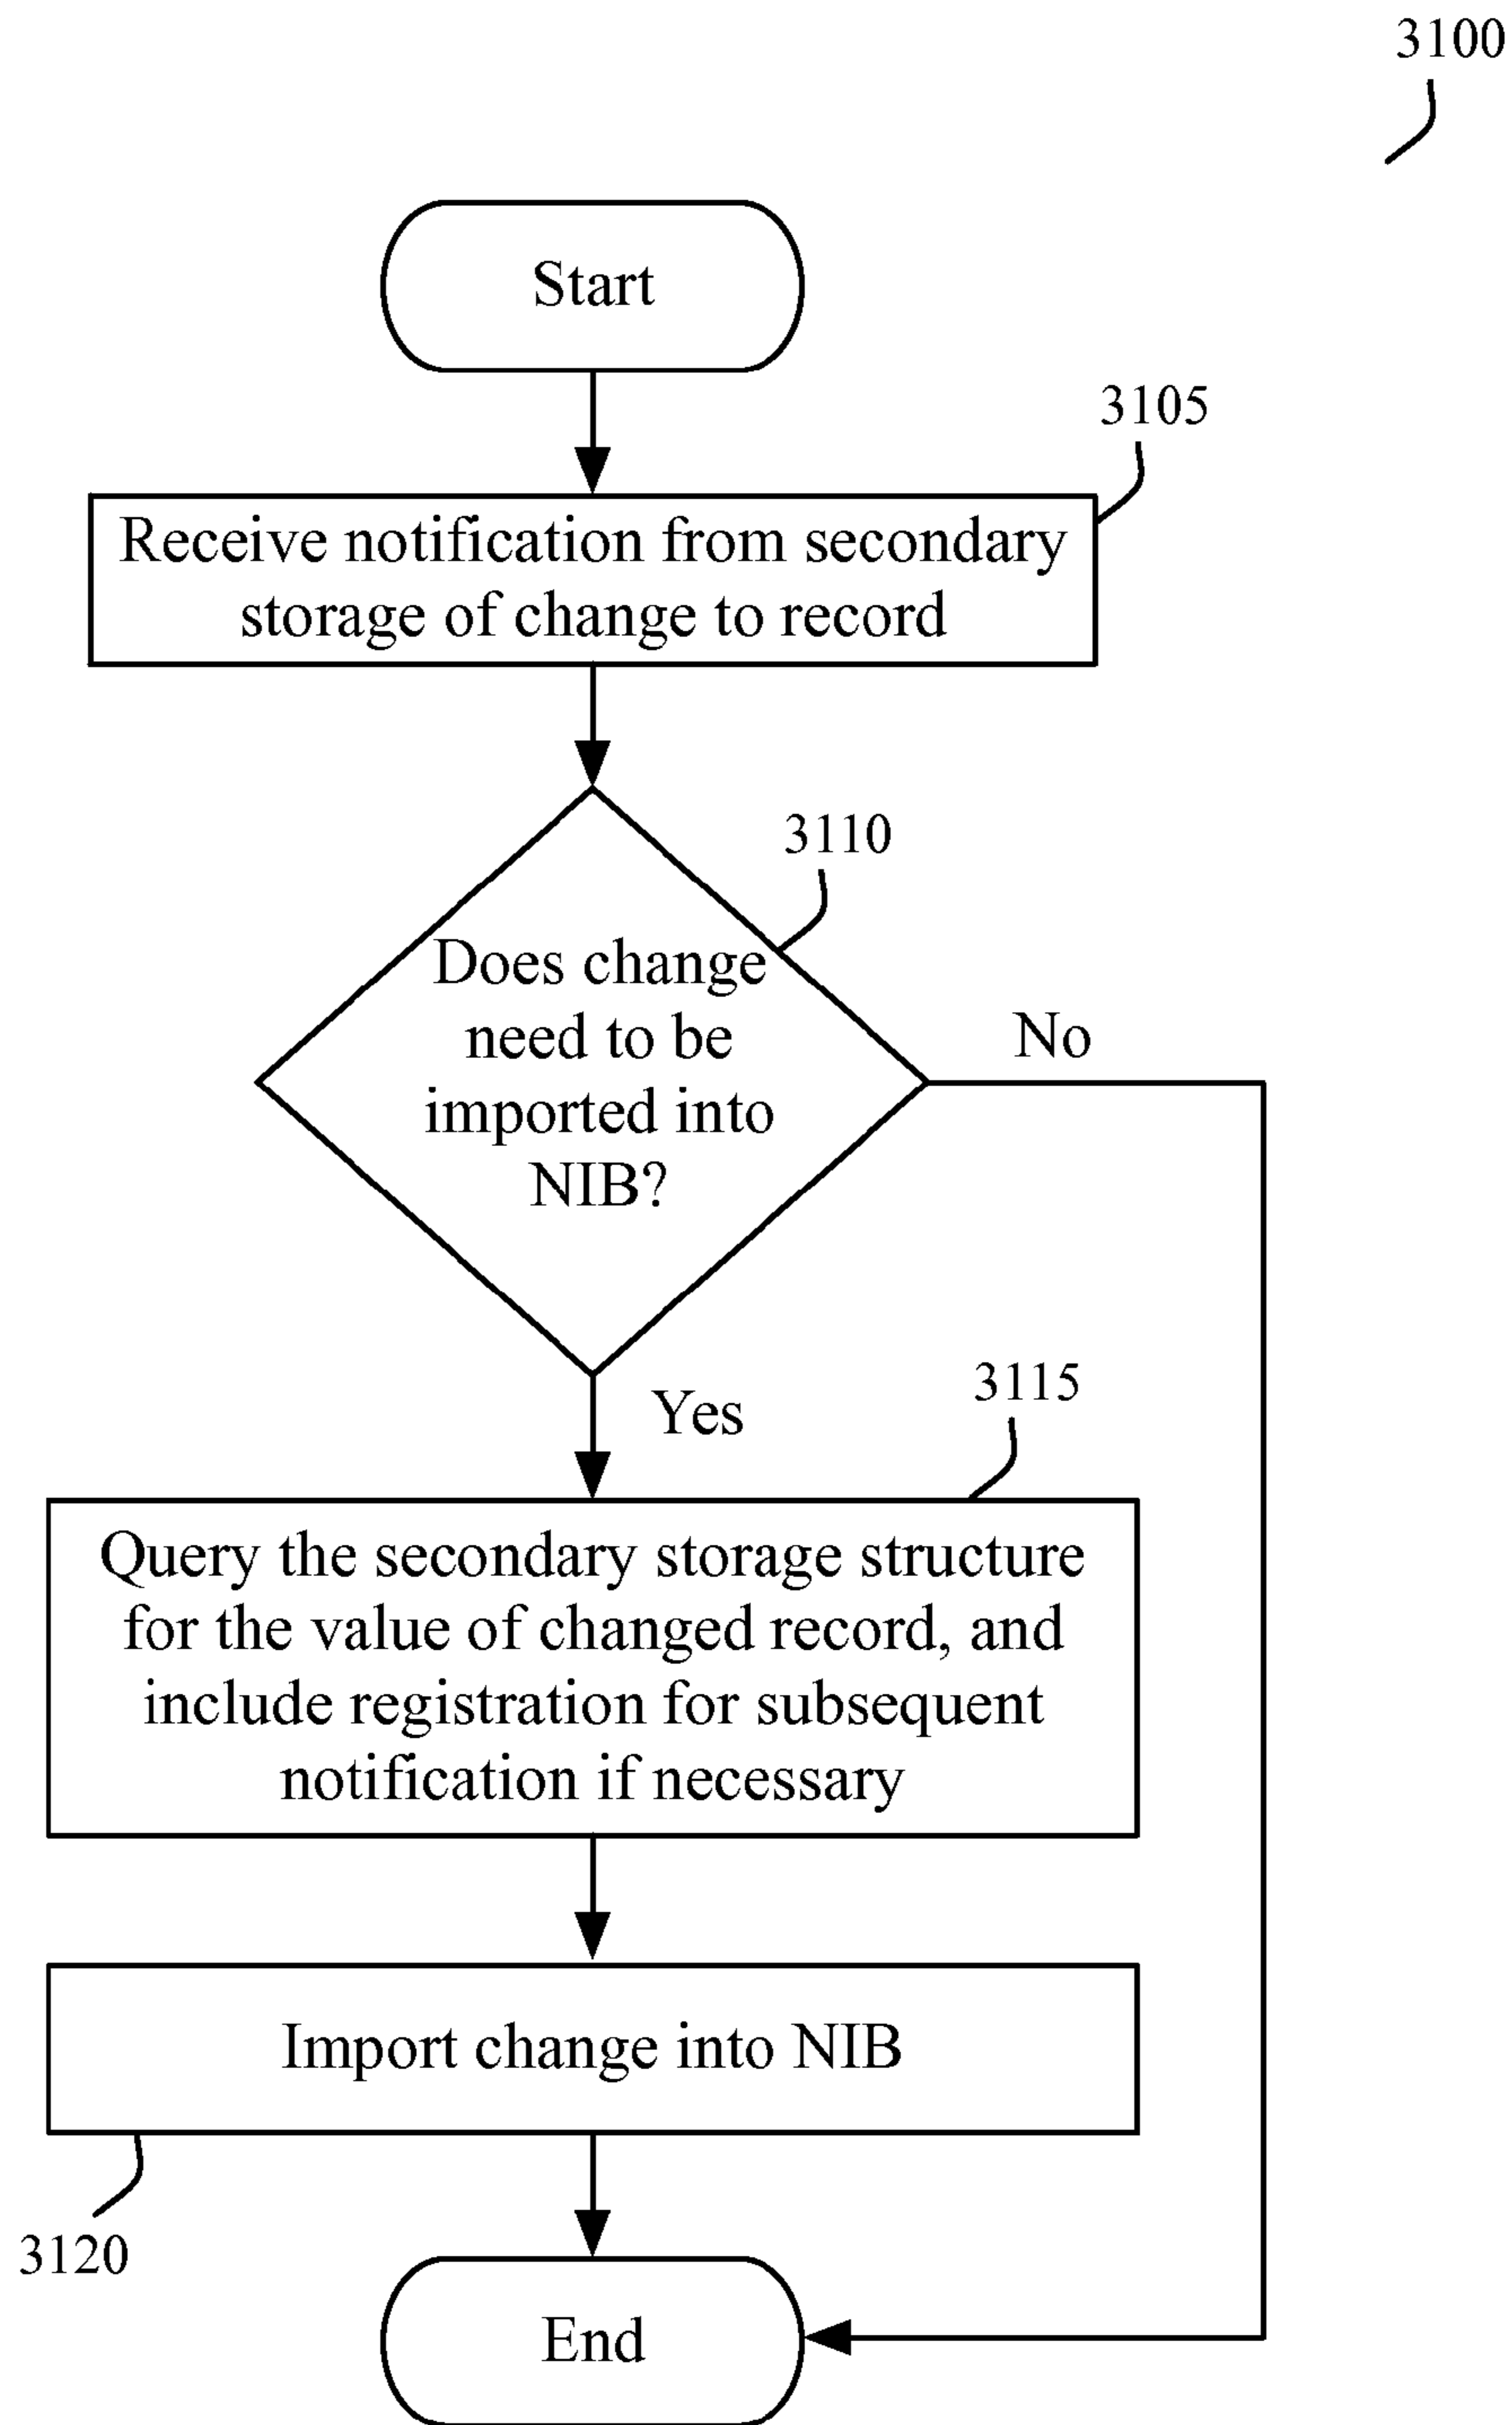 3100
Start
3105
Receive notification from secondary
storage of change to record
3110
Does change
need to be
imported into
NIB?
No
Yes
3115
Query the secondary storage structure
for the value of changed record, and
include registration for subsequent
notification if necessary
Import change into NIB
3120
End